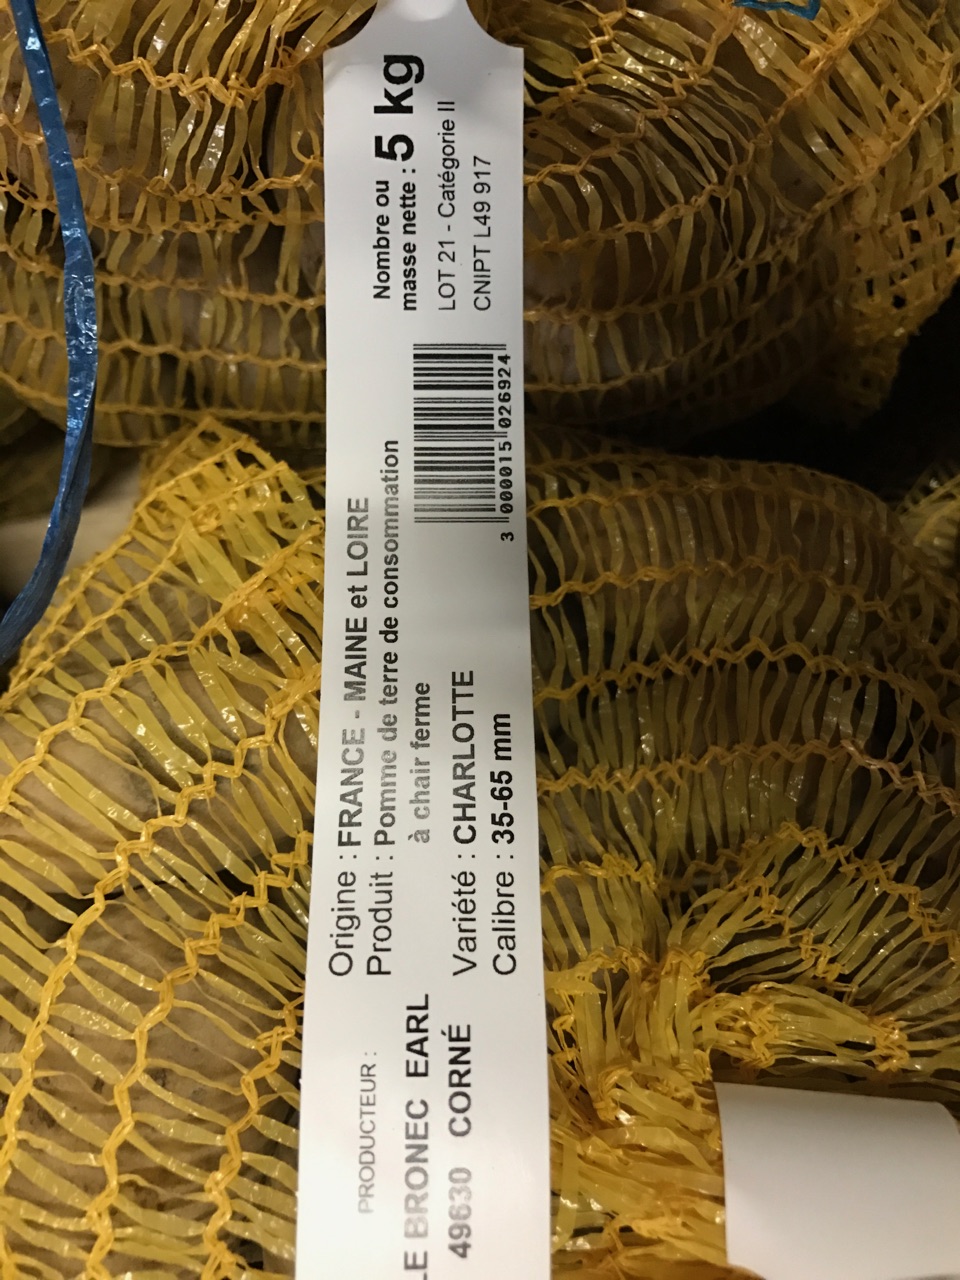 PRODUCTEUR :
LE BRONEC EARL
49630 CORNÉ
Origine : FRANCE - MAINE et LOIRE
Produit : Pomme de terre de consommation
à chair ferme
Variété : CHARLOTTE
Calibre : 35-65 mm
3 000015 026924
Nombre ou
masse nette : 5 kg
LOT 21 - Catégorie II
CNIPT L49 917